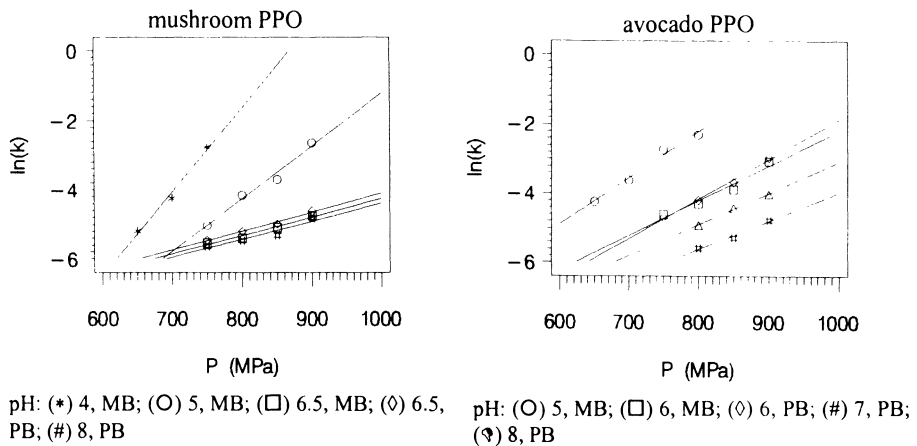 mushroom PPO
0
-2
-4
-6
ln(k)
600 700 800 900 1000
P (MPa)
pH: (*) 4, MB; (○) 5, MB; (□) 6.5, MB; (◇) 6.5,
PB; (#) 8, PB
avocado PPO
0
-2
-4
-6
ln(k)
600 700 800 900 1000
P (MPa)
pH: (○) 5, MB; (□) 6, MB; (◇) 6, PB; (#) 7, PB;
8, PB